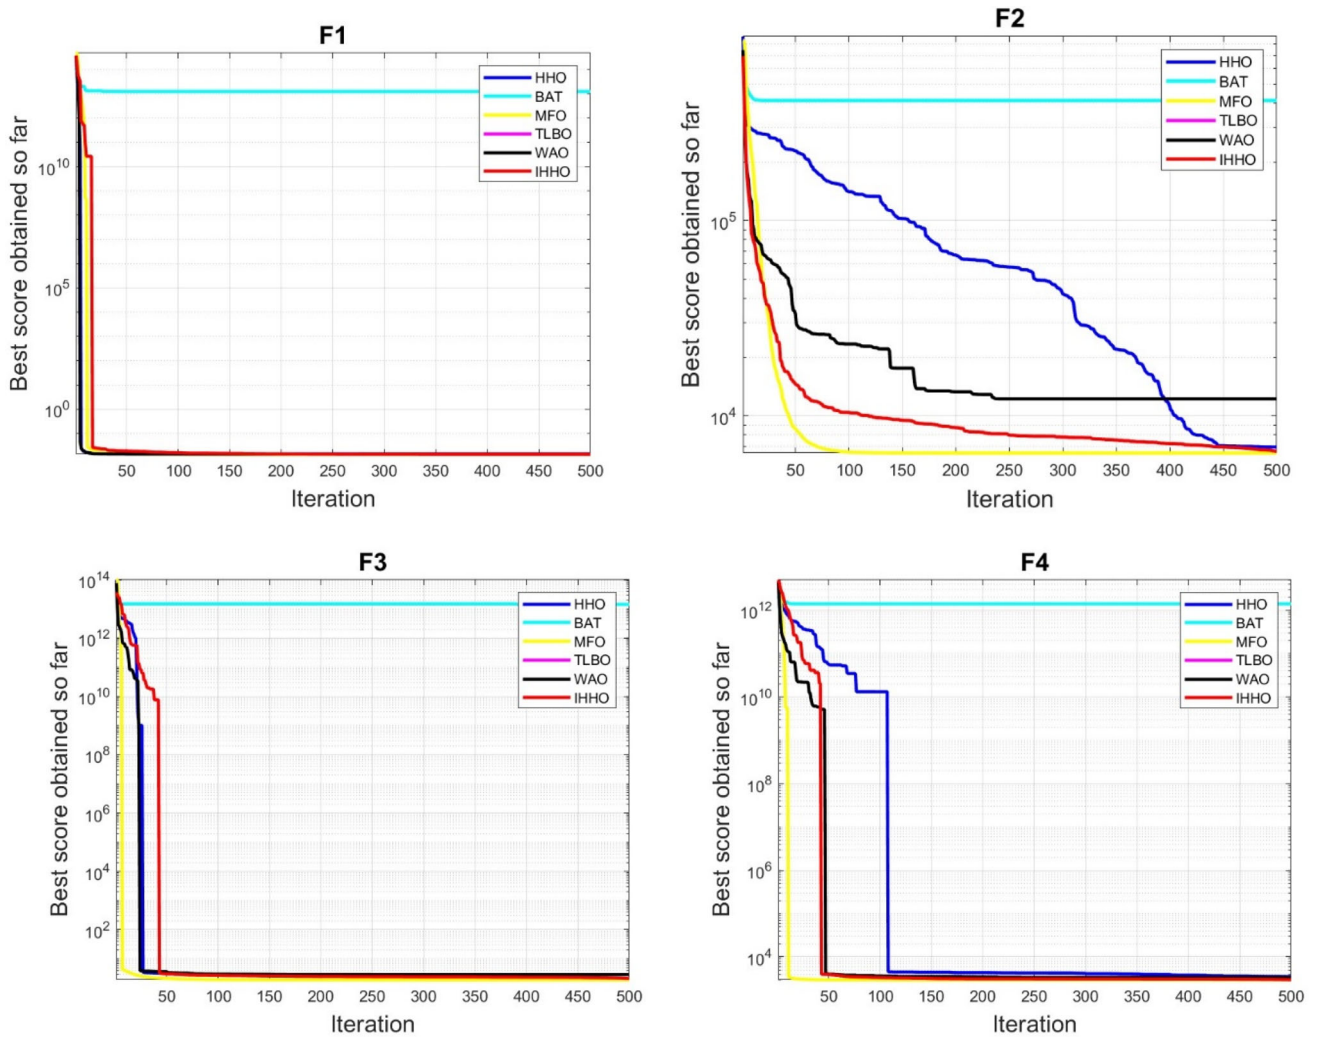 F1
Best score obtained so far
10^10
10^5
10^0
HHO
BAT
MFO
TLBO
WAO
IHHO
50 100 150 200 250 300 350 400 450 500
Iteration
F2
Best score obtained so far
10^5
10^4
HHO
BAT
MFO
TLBO
WAO
IHHO
50 100 150 200 250 300 350 400 450 500
Iteration
F3
Best score obtained so far
10^14
10^12
10^10
10^8
10^6
10^4
10^2
HHO
BAT
MFO
TLBO
WAO
IHHO
50 100 150 200 250 300 350 400 450 500
Iteration
F4
Best score obtained so far
10^12
10^10
10^8
10^6
10^4
HHO
BAT
MFO
TLBO
WAO
IHHO
50 100 150 200 250 300 350 400 450 500
Iteration